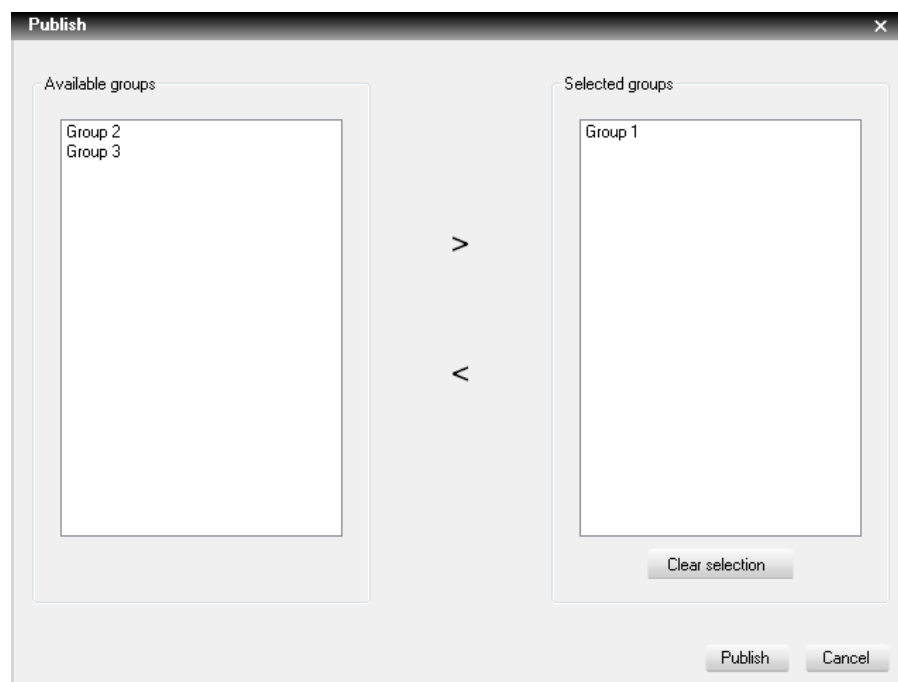 Publish
Available groups
Group 2
Group 3
>
<
Selected groups
Group 1
Clear selection
Publish
Cancel